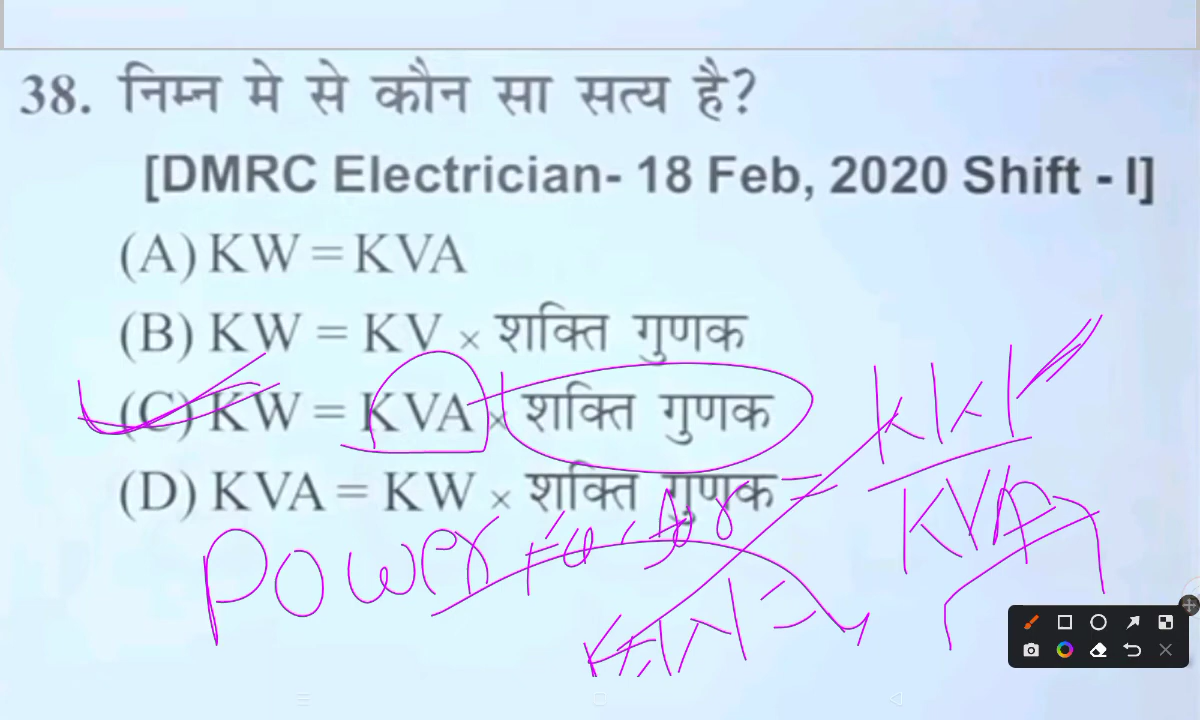 38. निम्न मे से कौन सा सत्य है?
[DMRC Electrician- 18 Feb, 2020 Shift - I]
(A) KW = KVA
(B) KW = KV × शक्ति गुणक
(C) KW = KVA × शक्ति गुणक
(D) KVA = KW × शक्ति गुणक
Power =
KVA